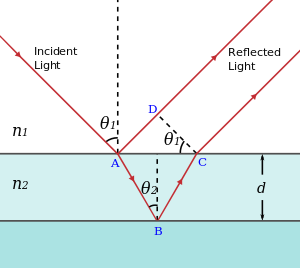 Incident
Light
Reflected
Light
D
θ1
θ1
n1
A
C
n2
θ2
d
B